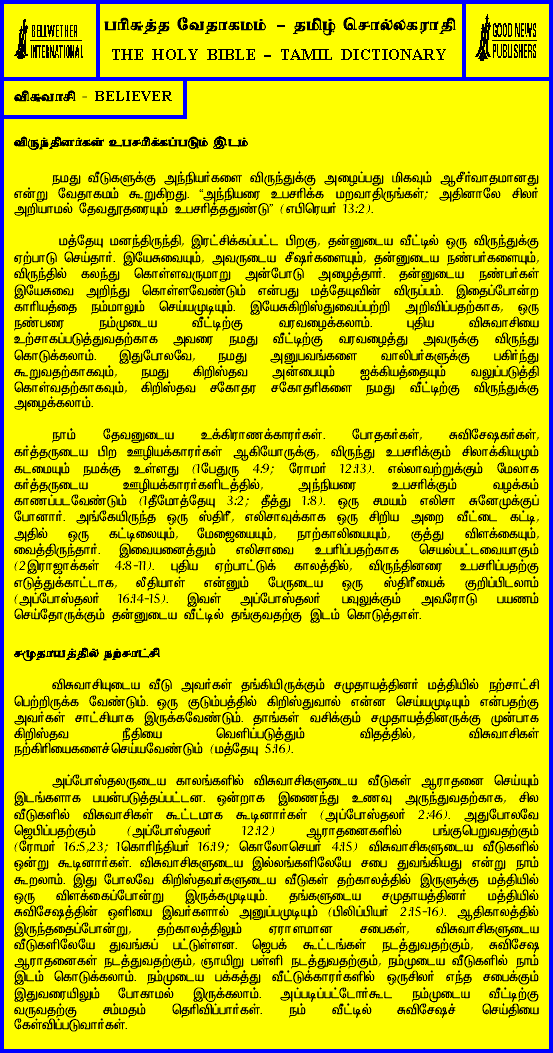 BELLWETHER
INTERNATIONAL
பரிசுத்த வேதாகமம் – தமிழ் சொல்லகராதி
THE HOLY BIBLE – TAMIL DICTIONARY
GOOD NEWS
PUBLISHERS
விசுவாசி - BELIEVER
விருந்தினர்கள் உபசரிக்கப்படும் இடம்
நமது வீடுகளுக்கு அந்நியர்களை விருந்துக்கு அழைப்பது மிகவும் ஆசீர்வாதமானது
என்று வேதாகமம் கூறுகிறது. “அந்நியரை உபசரிக்க மறவாதிருங்கள்; அதினாலே சிலர்
அறியாமல் தேவதூதரையும் உபசரித்ததுண்டு” (எபிரெயர் 13:2).
மத்தேயு மனந்திருந்தி, இரட்சிக்கப்பட்ட பிறகு, தன்னுடைய வீட்டில் ஒரு விருந்துக்கு
ஏற்பாடு செய்தார். இயேசுவையும், அவருடைய சீஷர்களையும், தன்னுடைய நண்பர்களையும்,
விருந்தில் கலந்து கொள்ளவருமாறு அன்போடு அழைத்தார். தன்னுடைய நண்பர்கள்
இயேசுவை அறிந்து கொள்ளவேண்டும் என்பது மத்தேயுவின் விருப்பம். இதைப்போன்ற
காரியத்தை நம்மாலும் செய்யமுடியும். இயேசுகிறிஸ்துவைப்பற்றி அறிவிப்பதற்காக, ஒரு
நண்பரை நம்முடைய வீட்டிற்கு வரவழைக்கலாம். புதிய விசுவாசியை
உற்சாகப்படுத்துவதற்காக அவரை நமது வீட்டிற்கு வரவழைத்து அவருக்கு விருந்து
கொடுக்கலாம். இதுபோலவே, நமது அனுபவங்களை வாலிபர்களுக்கு பகிர்ந்து
கூறுவதற்காகவும், நமது கிறிஸ்தவ அன்பையும் ஐக்கியத்தையும் வலுப்படுத்தி
கொள்வதற்காகவும், கிறிஸ்தவ சகோதர சகோதரிகளை நமது வீட்டிற்கு விருந்துக்கு
அழைக்கலாம்.
நாம் தேவனுடைய உக்கிராணக்காரர்கள். போதகர்கள், சுவிசேஷகர்கள்,
கர்த்தருடைய பிற ஊழியக்காரர்கள் ஆகியோருக்கு, விருந்து உபசரிக்கும் சிலாக்கியமும்
கடமையும் நமக்கு உள்ளது (1பேதுரு 4:9; ரோமர் 12:13). எல்லாவற்றுக்கும் மேலாக
கர்த்தருடைய ஊழியக்காரர்களிடத்தில், அந்நியரை உபசரிக்கும் வழக்கம்
காணப்படவேண்டும் (1தீமோத்தேயு 3:2; தீத்து 1:8). ஒரு சமயம் எலிசா சுனேமுக்குப்
போனார். அங்கேயிருந்த ஒரு ஸ்திரீ, எலிசாவுக்காக ஒரு சிறிய அறை வீட்டை கட்டி,
அதில் ஒரு கட்டிலையும், மேஜையையும், நாற்காலியையும், குத்து விளக்கையும்,
வைத்திருந்தார். இவையனைத்தும் எலிசாவை உபரிப்பதற்காக செயல்பட்டவையாகும்
(2இராஜாக்கள் 4:8-11). புதிய ஏற்பாட்டுக் காலத்தில், விருந்தினரை உபசரிப்பதற்கு
எடுத்துக்காட்டாக, லீதியாள் என்னும் பேருடைய ஒரு ஸ்திரீயைக் குறிப்பிடலாம்
(அப்போஸ்தலர் 16:14-15). இவள் அப்போஸ்தலர் பவுலுக்கும் அவரோடு பயணம்
செய்தோருக்கும் தன்னுடைய வீட்டில் தங்குவதற்கு இடம் கொடுத்தாள்.
சமுதாயத்தில் நற்சாட்சி
விசுவாசியுடைய வீடு அவர்கள் தங்கியிருக்கும் சமுதாயத்தினர் மத்தியில் நற்சாட்சி
பெற்றிருக்க வேண்டும். ஒரு குடும்பத்தில் கிறிஸ்துவால் என்ன செய்யமுடியும் என்பதற்கு
அவர்கள் சாட்சியாக இருக்கவேண்டும். தாங்கள் வசிக்கும் சமுதாயத்தினருக்கு முன்பாக
கிறிஸ்தவ நீதியை வெளிப்படுத்தும் விதத்தில், விசுவாசிகள்
நற்கிரியைகளைச்செய்யவேண்டும் (மத்தேயு 5:16).
அப்போஸ்தலருடைய காலங்களில் விசுவாசிகளுடைய வீடுகள் ஆராதனை செய்யும்
இடங்களாக பயன்படுத்தப்பட்டன. ஒன்றாக இணைந்து உணவு அருந்துவதற்காக, சில
வீடுகளில் விசுவாசிகள் கூட்டமாக கூடினார்கள் (அப்போஸ்தலர் 2:46). அதுபோலவே
ஜெபிப்பதற்கும் (அப்போஸ்தலர் 12:12) ஆராதனைகளில் பங்குபெறுவதற்கும்
(ரோமர் 16:5,23; 1கொரிந்தியர் 16:19; கொலோசெயர் 4:15) விசுவாசிகளுடைய வீடுகளில்
ஒன்று கூடினார்கள். விசுவாசிகளுடைய இல்லங்களிலேயே சபை துவங்கியது என்று நாம்
கூறலாம். இது போலவே கிறிஸ்தவர்களுடைய வீடுகள் தற்காலத்தில் இருளுக்கு மத்தியில்
ஒரு விளக்கைப்போன்று இருக்கமுடியும். தங்களுடைய சமுதாயத்தினர் மத்தியில்
சுவிசேஷத்தின் ஒளியை இவர்களால் அனுப்பமுடியும் (பிலிப்பியர் 2:15-16). ஆதிகாலத்தில்
இருந்ததைப்போன்று, தற்காலத்திலும் ஏராளமான சபைகள், விசுவாசிகளுடைய
வீடுகளிலேயே துவங்கப் பட்டுள்ளன. ஜெபக் கூட்டங்கள் நடத்துவதற்கும், சுவிசேஷ
ஆராதனைகள் நடத்துவதற்கும், ஞாயிறு பள்ளி நடத்துவதற்கும், நம்முடைய வீடுகளில் நாம்
இடம் கொடுக்கலாம். நம்முடைய பக்கத்து வீட்டுக்காரர்களில் ஒருசிலர் எந்த சபைக்கும்
இதுவரையிலும் போகாமல் இருக்கலாம். அப்படிப்பட்டோர்கூட நம்முடைய வீட்டிற்கு
வருவதற்கு சம்மதம் தெரிவிப்பார்கள். நம் வீட்டில் சுவிசேஷச் செய்தியை
கேள்விப்படுவார்கள்.